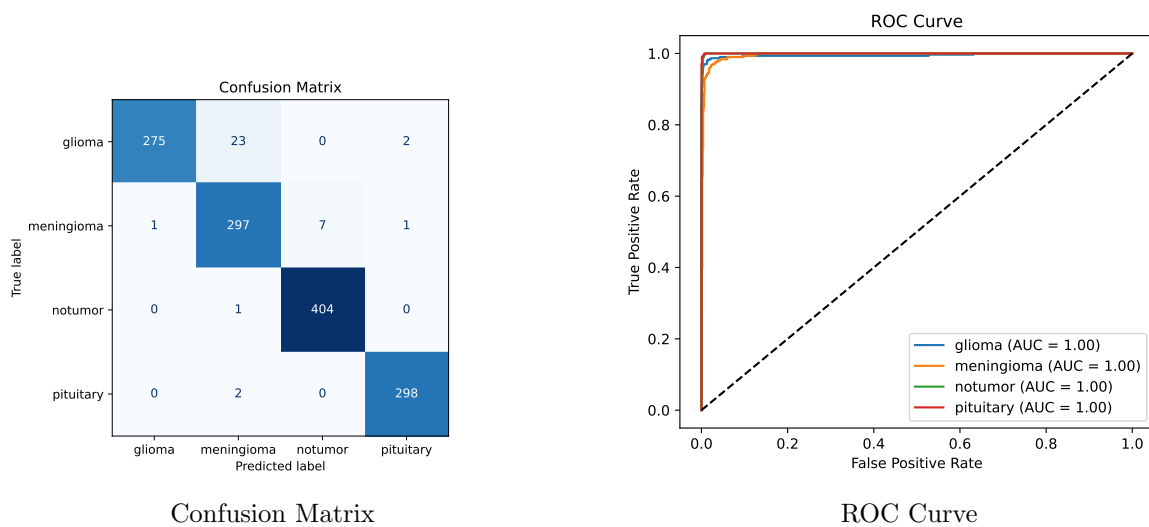 Confusion Matrix
True label
glioma
275 23 0 2
meningioma
1 297 7 1
notumor
0 1 404 0
pituitary
0 2 0 298
glioma meningioma notumor pituitary
Predicted label
Confusion Matrix
ROC Curve
True Positive Rate
1.0
0.8
0.6
0.4
0.2
0.0
glioma (AUC = 1.00)
meningioma (AUC = 1.00)
notumor (AUC = 1.00)
pituitary (AUC = 1.00)
0.0 0.2 0.4 0.6 0.8 1.0
False Positive Rate
ROC Curve